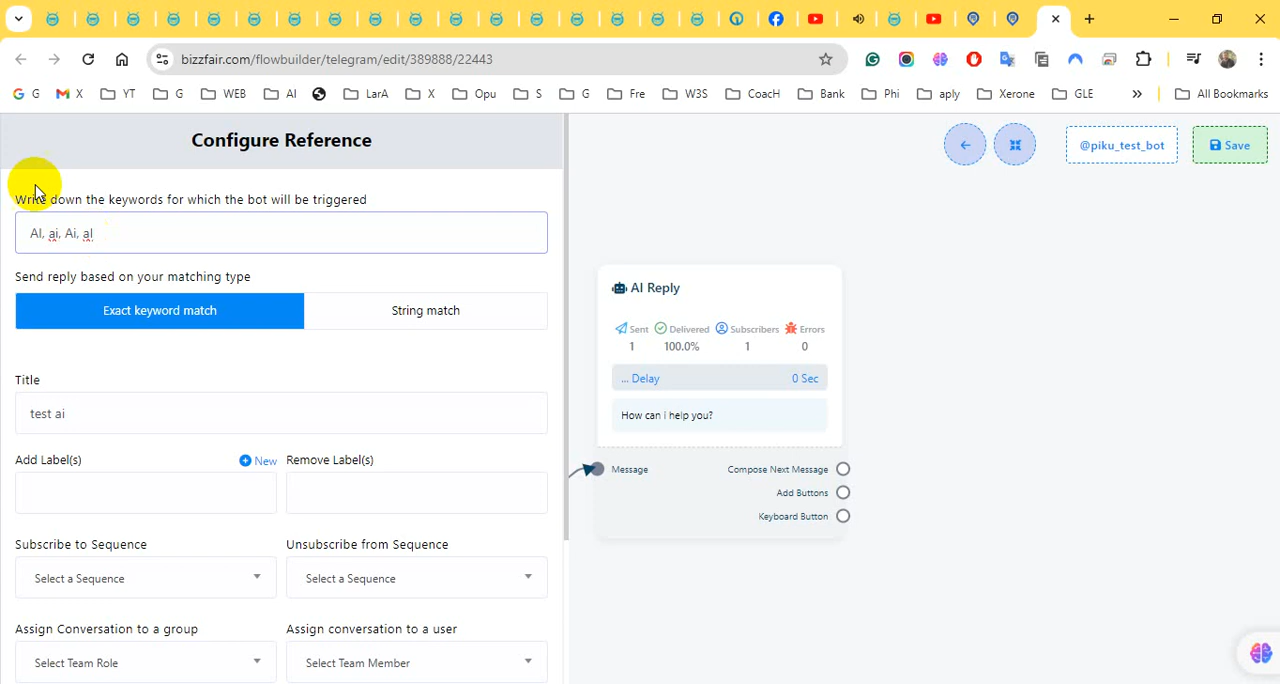 bizzfair.com/flowbuilder/telegram/edit/389888/22443
G
X
YT
G
WEB
AI
LarA
X
Opu
S
G
Fre
W3S
CoacH
Bank
Phi
aply
Xerone
GLE
»
All Bookmarks
Configure Reference
@piku_test_bot
Save
Write down the keywords for which the bot will be triggered
AI, ai, Ai, aI
Send reply based on your matching type
Exact keyword match
String match
AI Reply
Sent Delivered Subscribers Errors
1 100.0% 1 0
... Delay 0 Sec
How can i help you?
Message
Compose Next Message
Add Buttons
Keyboard Button
Title
test ai
Add Label(s)
New
Remove Label(s)
Subscribe to Sequence
Unsubscribe from Sequence
Select a Sequence
Select a Sequence
Assign Conversation to a group
Assign conversation to a user
Select Team Role
Select Team Member